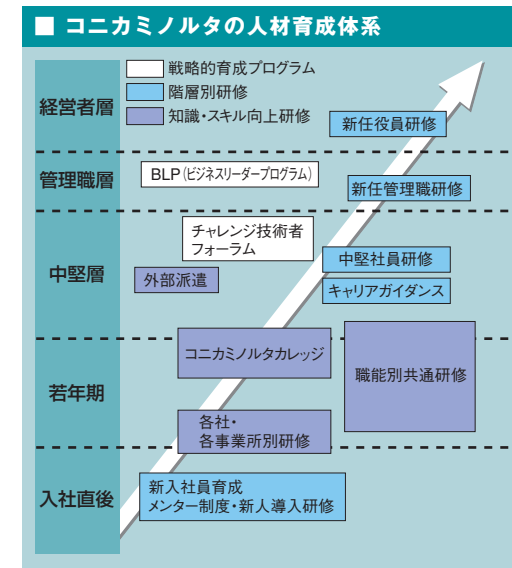 ■ コニカミノルタの人材育成体系
戦略的育成プログラム
階層別研修
知識・スキル向上研修
経営者層
新任役員研修
管理職層
BLP(ビジネスリーダープログラム)
新任管理職研修
チャレンジ技術者
フォーラム
中堅層
中堅社員研修
外部派遣
キャリアガイダンス
コニカミノルタカレッジ
職能別共通研修
若年期
各社・
各事業所別研修
入社直後
新入社員育成
メンター制度・新人導入研修